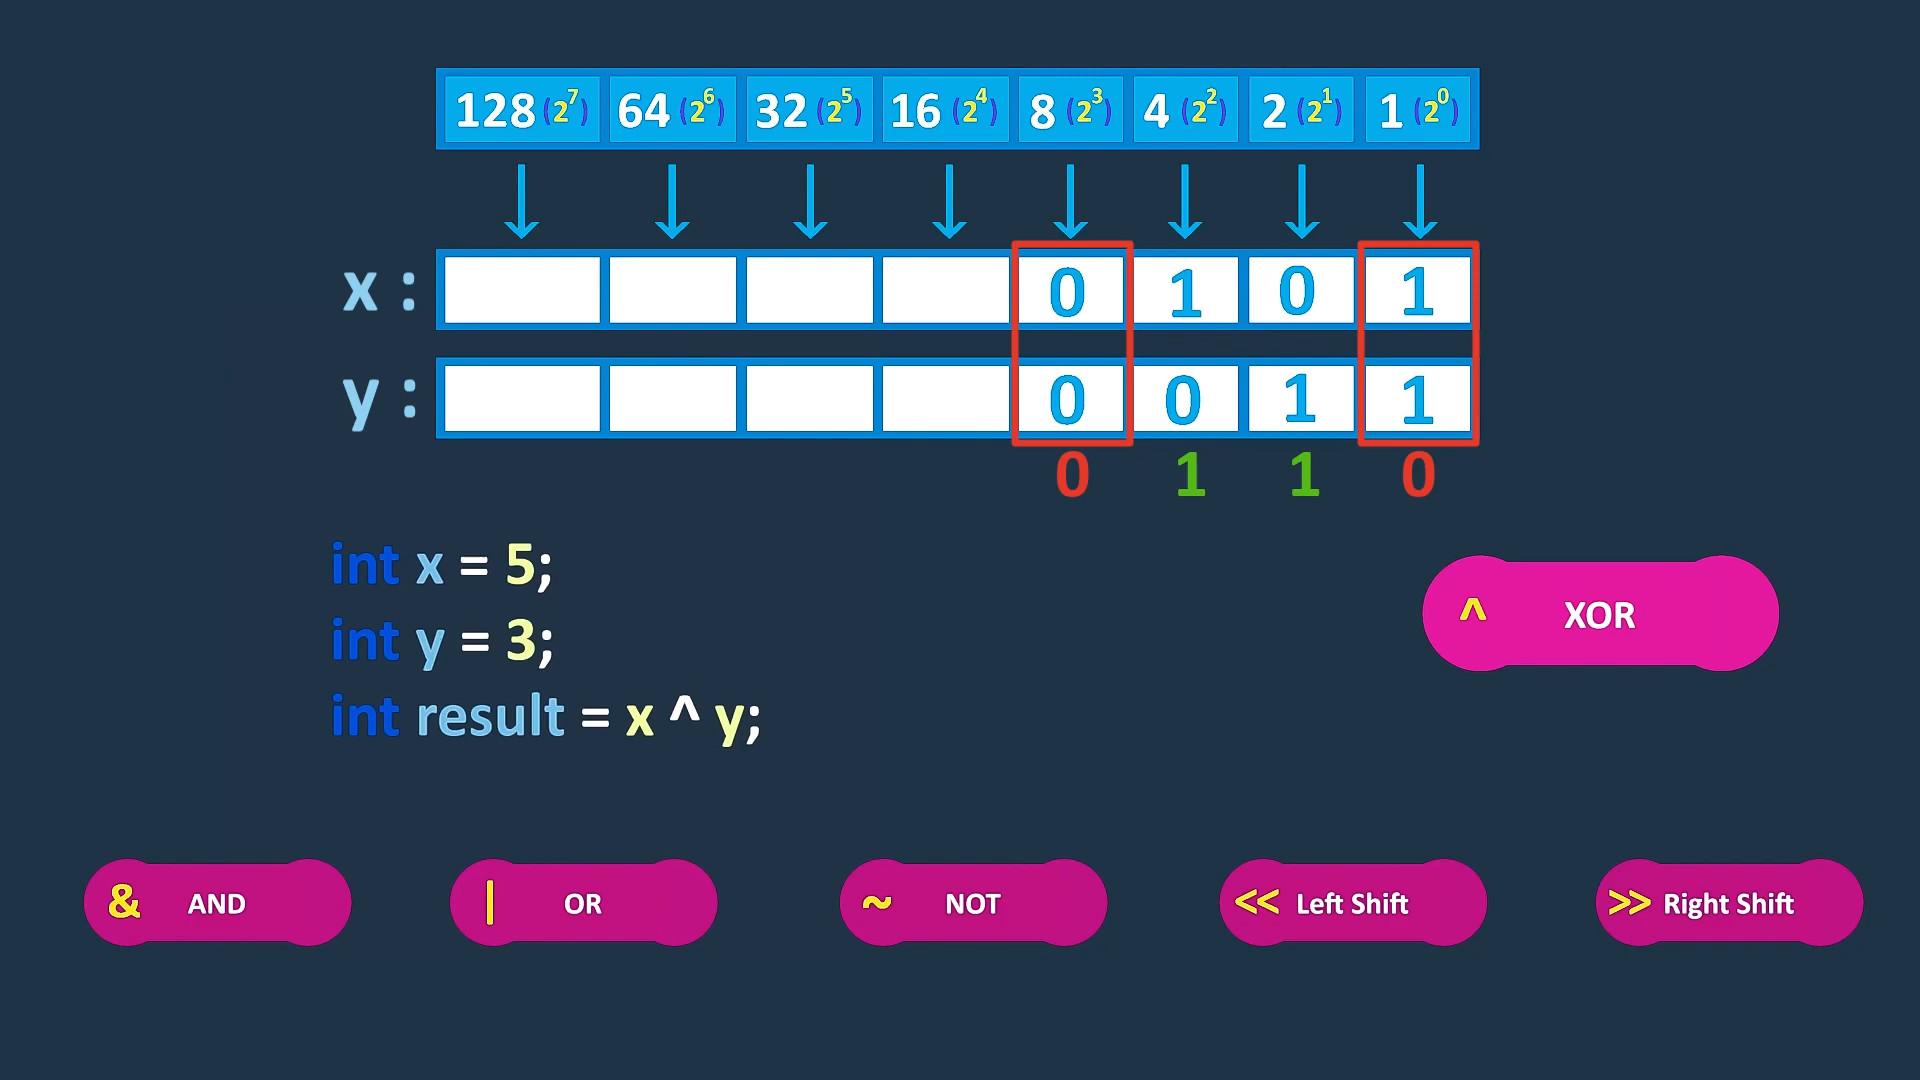 128 (2⁷) 64 (2⁶) 32 (2⁵) 16 (2⁴) 8 (2³) 4 (2²) 2 (2¹) 1 (2⁰)
x : 0 1 0 1
y : 0 0 1 1
0 1 1 0
int x = 5;
int y = 3;
int result = x ^ y;
^ XOR
& AND
| OR
~ NOT
<< Left Shift
>> Right Shift